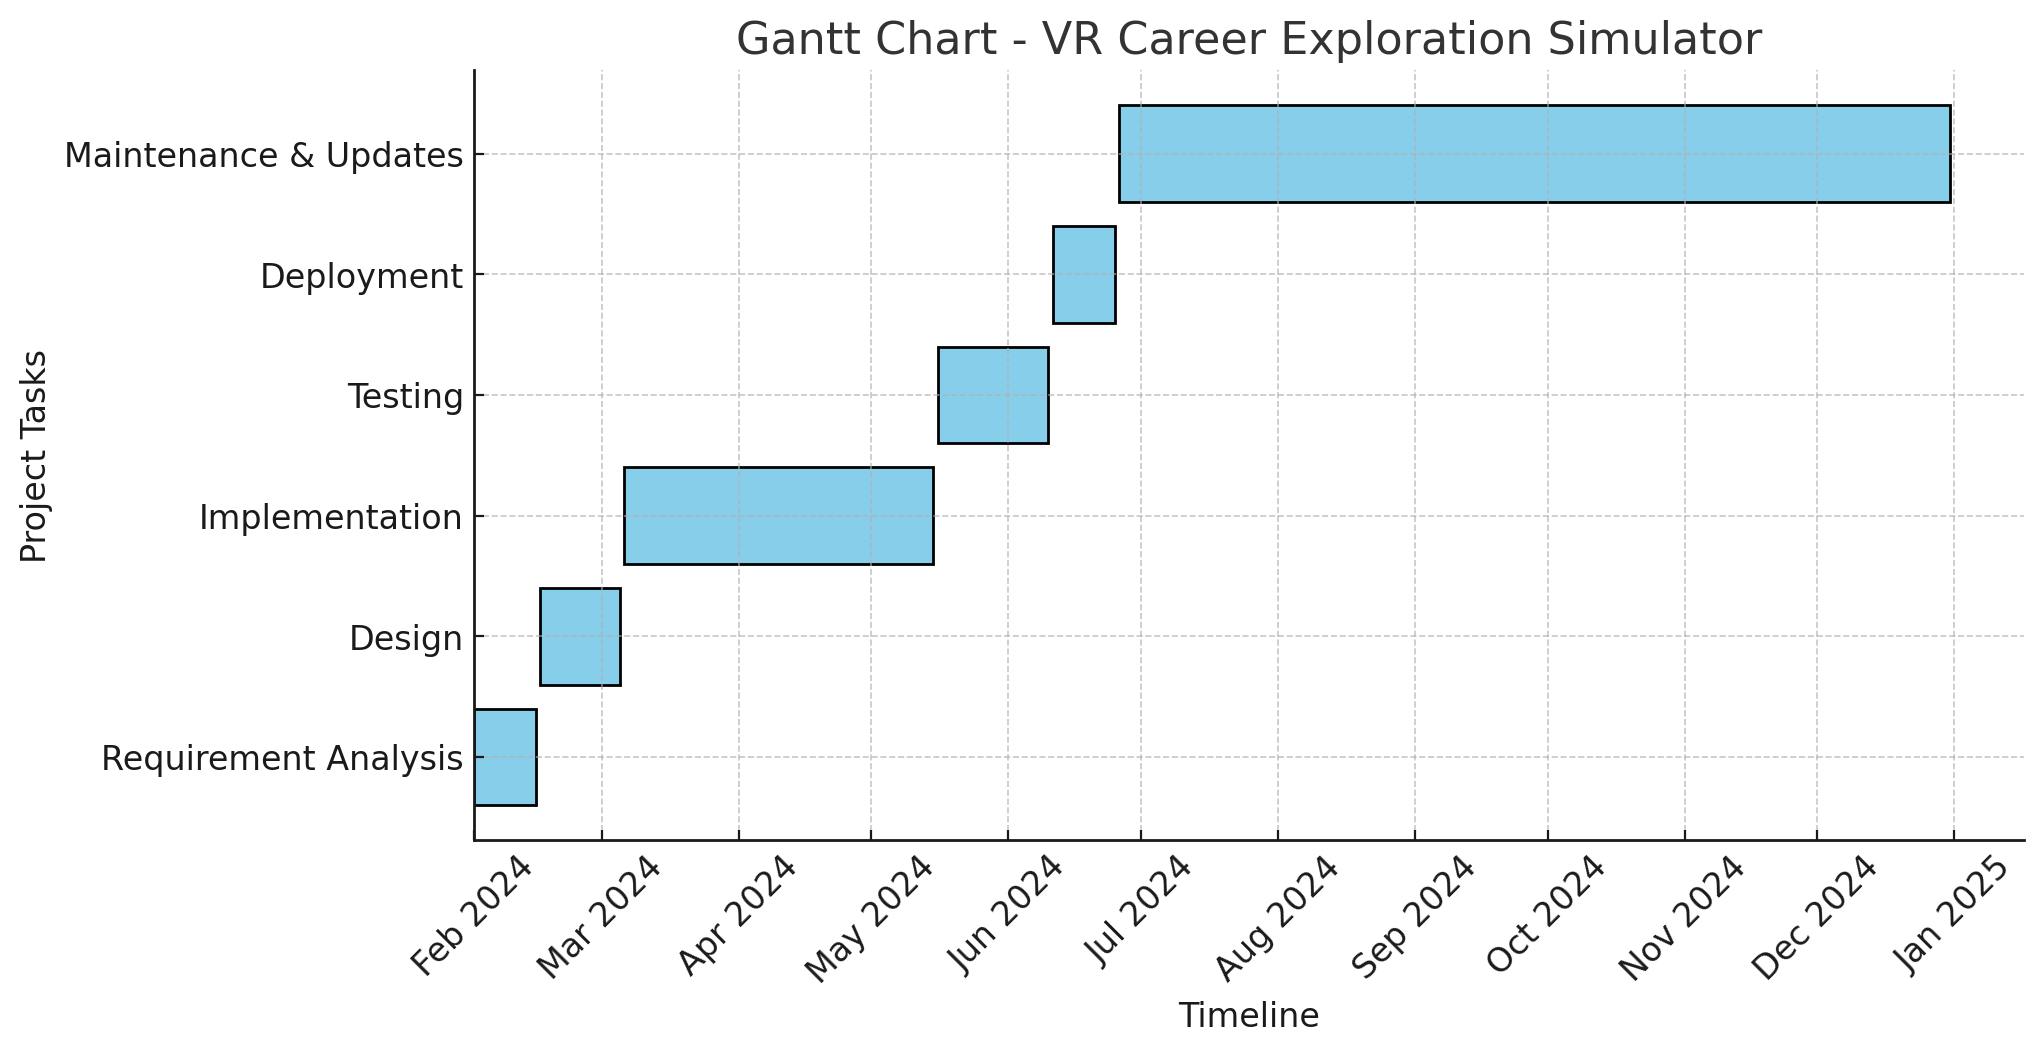 Gantt Chart - VR Career Exploration Simulator
Project Tasks
Maintenance & Updates
Deployment
Testing
Implementation
Design
Requirement Analysis
Feb 2024
Mar 2024
Apr 2024
May 2024
Jun 2024
Jul 2024
Aug 2024
Sep 2024
Oct 2024
Nov 2024
Dec 2024
Jan 2025
Timeline